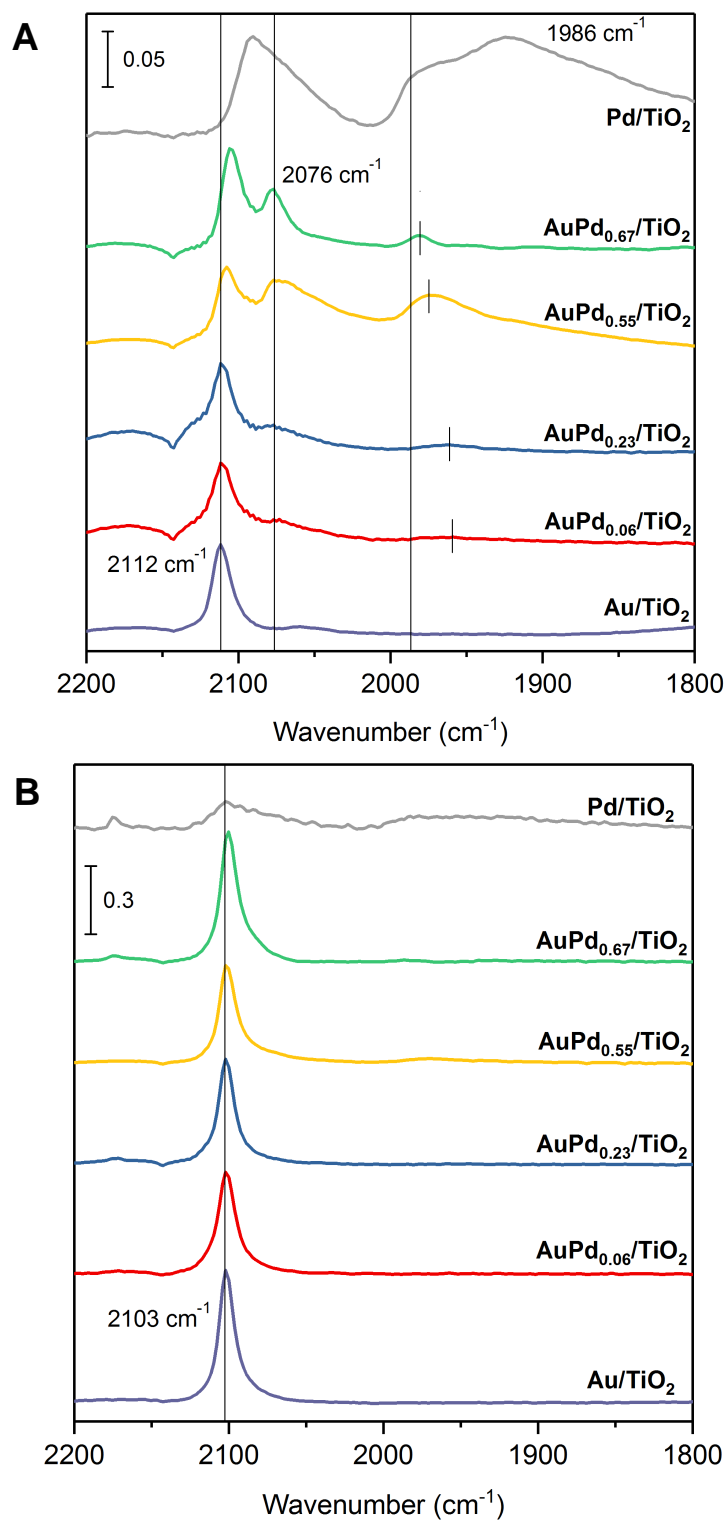 A
1986 cm⁻¹
0.05
Pd/TiO₂
2076 cm⁻¹
AuPd₀.₆₇/TiO₂
AuPd₀.₅₅/TiO₂
AuPd₀.₂₃/TiO₂
AuPd₀.₀₆/TiO₂
2112 cm⁻¹
Au/TiO₂
2200 2100 2000 1900 1800
Wavenumber (cm⁻¹)
B
Pd/TiO₂
0.3
AuPd₀.₆₇/TiO₂
AuPd₀.₅₅/TiO₂
AuPd₀.₂₃/TiO₂
AuPd₀.₀₆/TiO₂
2103 cm⁻¹
Au/TiO₂
2200 2100 2000 1900 1800
Wavenumber (cm⁻¹)